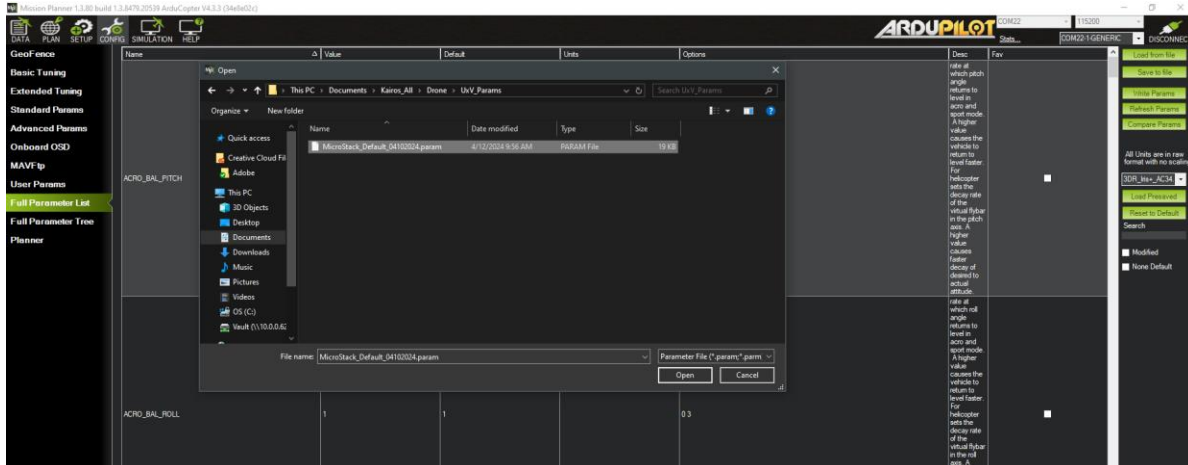 Mission Planner 1.3.80 build 1.3.8479.20539 ArduCopter V4.3.3 (34e8e02c)
DATA PLAN SETUP CONFIG SIMULATION HELP
ARDUPILOT
COM22 115200
Stats... COM22-1-GENERIC DISCONNEC
GeoFence
Basic Tuning
Extended Tuning
Standard Params
Advanced Params
Onboard OSD
MAVFtp
User Params
Full Parameter List
Full Parameter Tree
Planner
Name Value Default Units Options Desc Fav
Open
This PC > Documents > Kairos_All > Drone > UxV_Params
Search UxV_Params
Organize New folder
Quick access
Creative Cloud Fil
Adobe
This PC
3D Objects
Desktop
Documents
Downloads
Music
Pictures
Videos
OS (C:)
Vault (\\10.0.0.62
Name Date modified Type Size
MicroStack_Default_04102024.param 4/12/2024 9:56 AM PARAM File 19 KB
File name: MicroStack_Default_04102024.param
Parameter File (*.param;*.parm
Open Cancel
ACRO_BAL_PITCH
rate at
which pitch
angle
returns to
level in
acro and
sport mode.
A higher
value
causes the
vehicle to
return to
level faster.
For
helicopter
sets the
decay rate
of the
virtual flybar
in the pitch
axis. A
higher
value
causes
faster
decay of
desired to
actual
attitude.
ACRO_BAL_ROLL 1 1 0 3
rate at
which roll
angle
returns to
level in
acro and
sport mode.
A higher
value
causes the
vehicle to
return to
level faster.
For
helicopter
sets the
decay rate
of the
virtual flybar
in the roll
axis. A
Load from file
Save to file
Write Params
Refresh Params
Compare Params
All Units are in raw
format with no scalin
3DR_Iris+_AC34.
Load Presaved
Reset to Default
Search
Modified
None Default